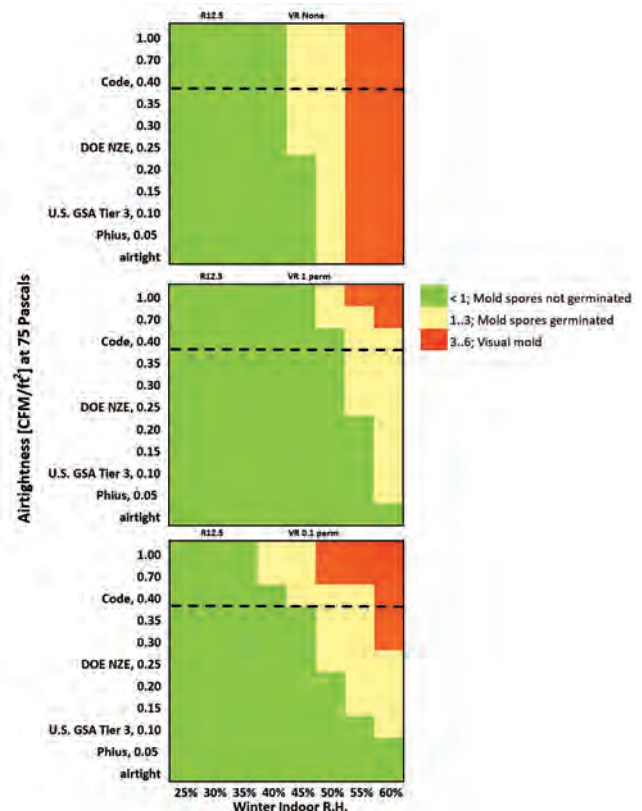 R12.5 VR None
1.00
0.70
Code, 0.40
0.35
0.30
DOE NZE, 0.25
0.20
0.15
U.S. GSA Tier 3, 0.10
Phius, 0.05
airtight
Airtightness [CFM/ft²] at 75 Pascals
R12.5 VR 1 perm
1.00
0.70
Code, 0.40
0.35
0.30
DOE NZE, 0.25
0.20
0.15
U.S. GSA Tier 3, 0.10
Phius, 0.05
airtight
< 1; Mold spores not germinated
1..3; Mold spores germinated
3..6; Visual mold
R12.5 VR 0.1 perm
1.00
0.70
Code, 0.40
0.35
0.30
DOE NZE, 0.25
0.20
0.15
U.S. GSA Tier 3, 0.10
Phius, 0.05
airtight
25% 30% 35% 40% 45% 50% 55% 60%
Winter Indoor R.H.